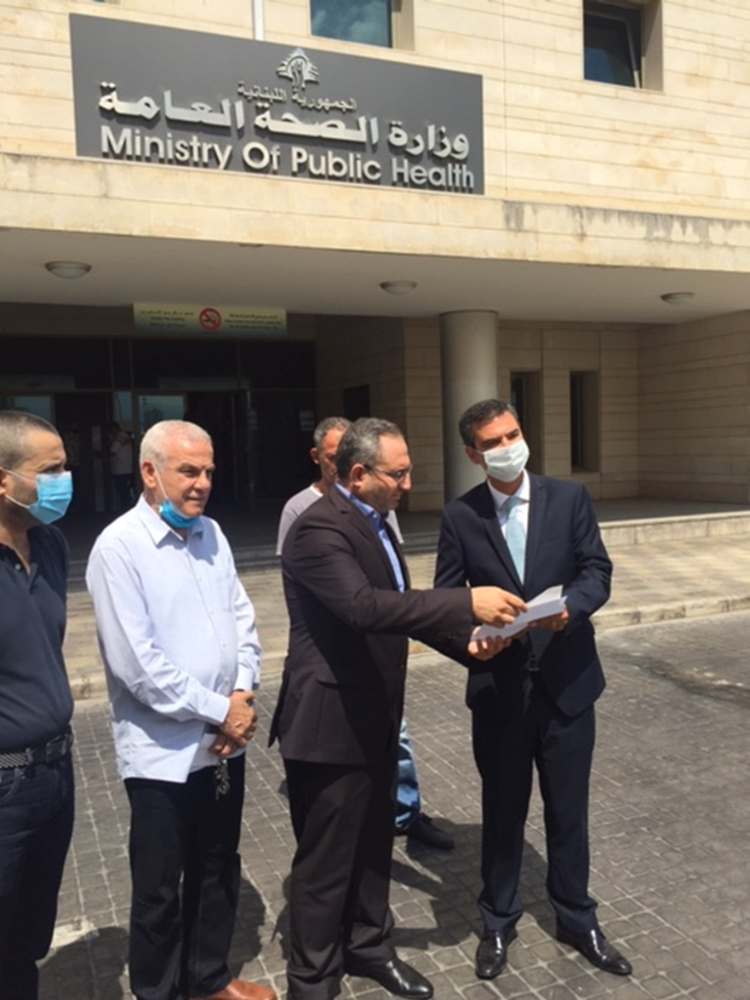 الجمهورية اللبنانية
وزارة الصحة العامة
Ministry Of Public Health